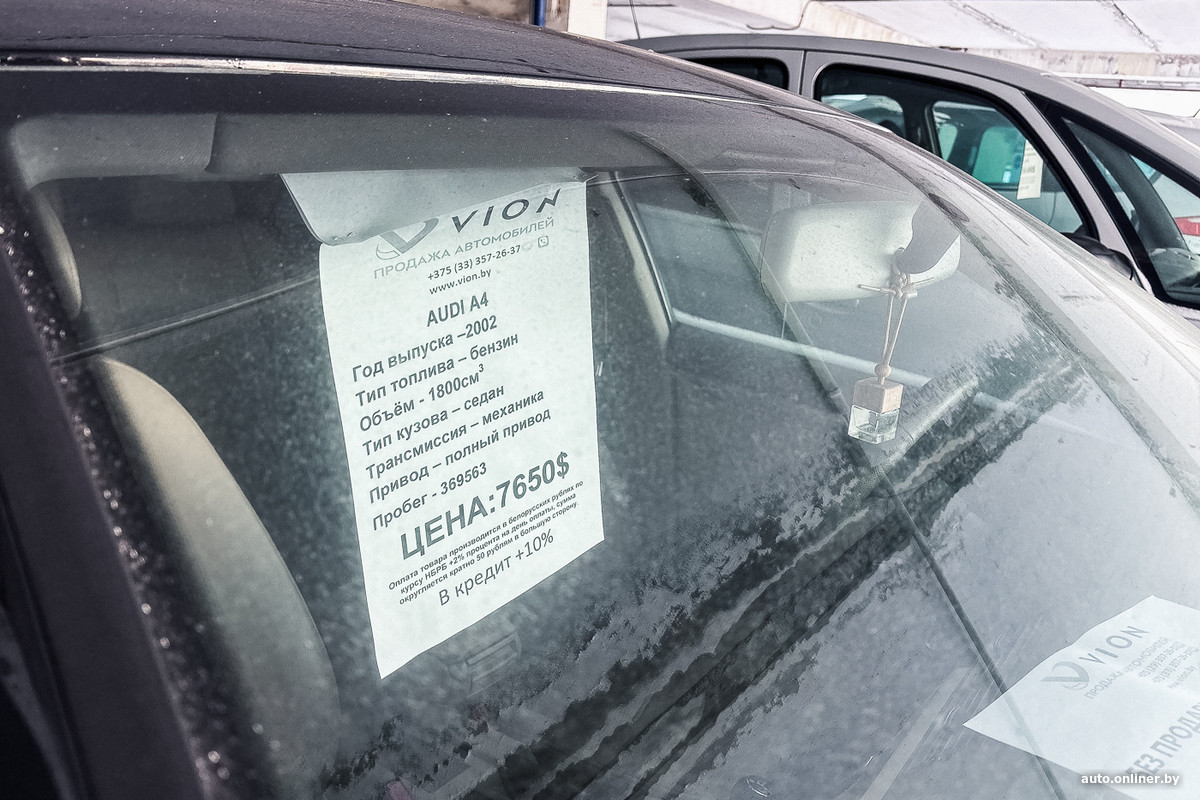 VION
ПРОДАЖА АВТОМОБИЛЕЙ
+375 (33) 357-26-37
www.vion.by
AUDI A4
Год выпуска –2002
Тип топлива – бензин
Объём - 1800см³
Тип кузова – седан
Трансмиссия – механика
Привод – полный привод
Пробег - 369563
ЦЕНА:7650$
Оплата товара производится в белорусских рублях по
курсу НБРБ +2% процента на день оплаты, сумма
округляется кратно 50 рублям в большую сторону
В кредит +10%
VION
ПРОДАЖА АВТОМОБИЛЕЙ
auto.onliner.by